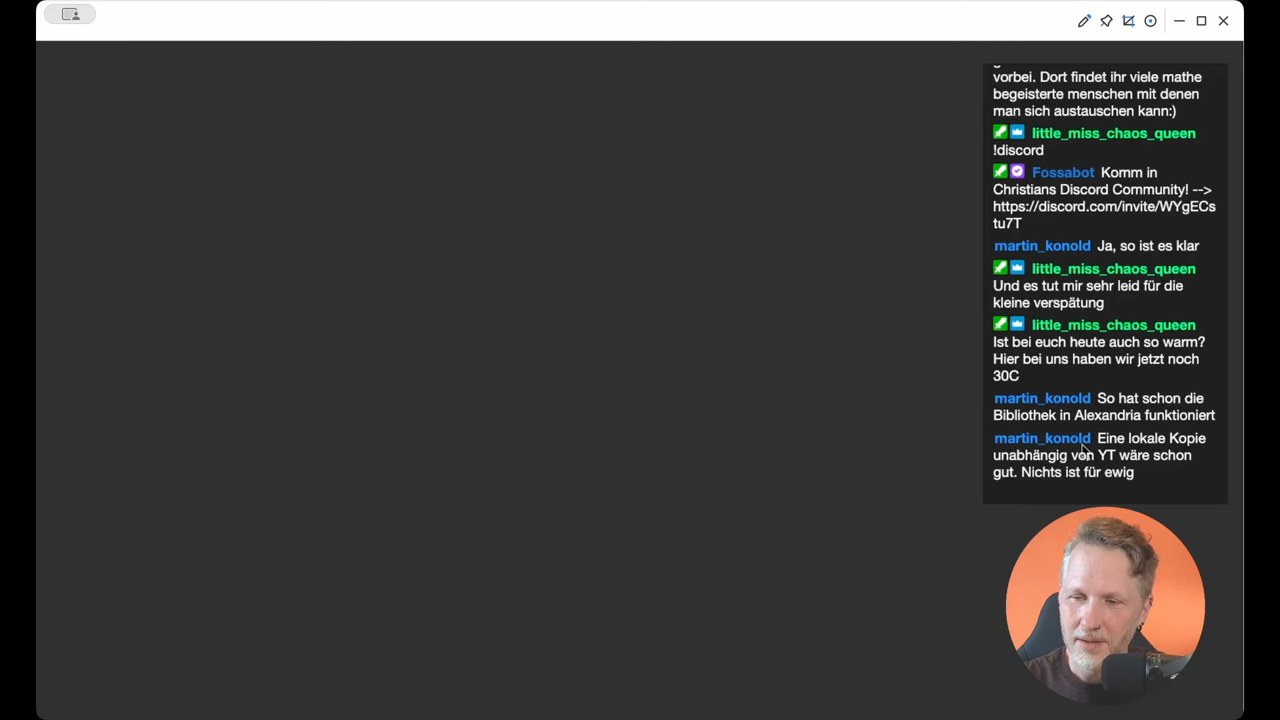 vorbei. Dort findet ihr viele mathe
begeisterte menschen mit denen
man sich austauschen kann:)
little_miss_chaos_queen
!discord
Fossabot Komm in
Christians Discord Community! -->
https://discord.com/invite/WYgECs
tu7T
martin_konold Ja, so ist es klar
little_miss_chaos_queen
Und es tut mir sehr leid für die
kleine verspätung
little_miss_chaos_queen
Ist bei euch heute auch so warm?
Hier bei uns haben wir jetzt noch
30C
martin_konold So hat schon die
Bibliothek in Alexandria funktioniert
martin_konold Eine lokale Kopie
unabhängig von YT wäre schon
gut. Nichts ist für ewig